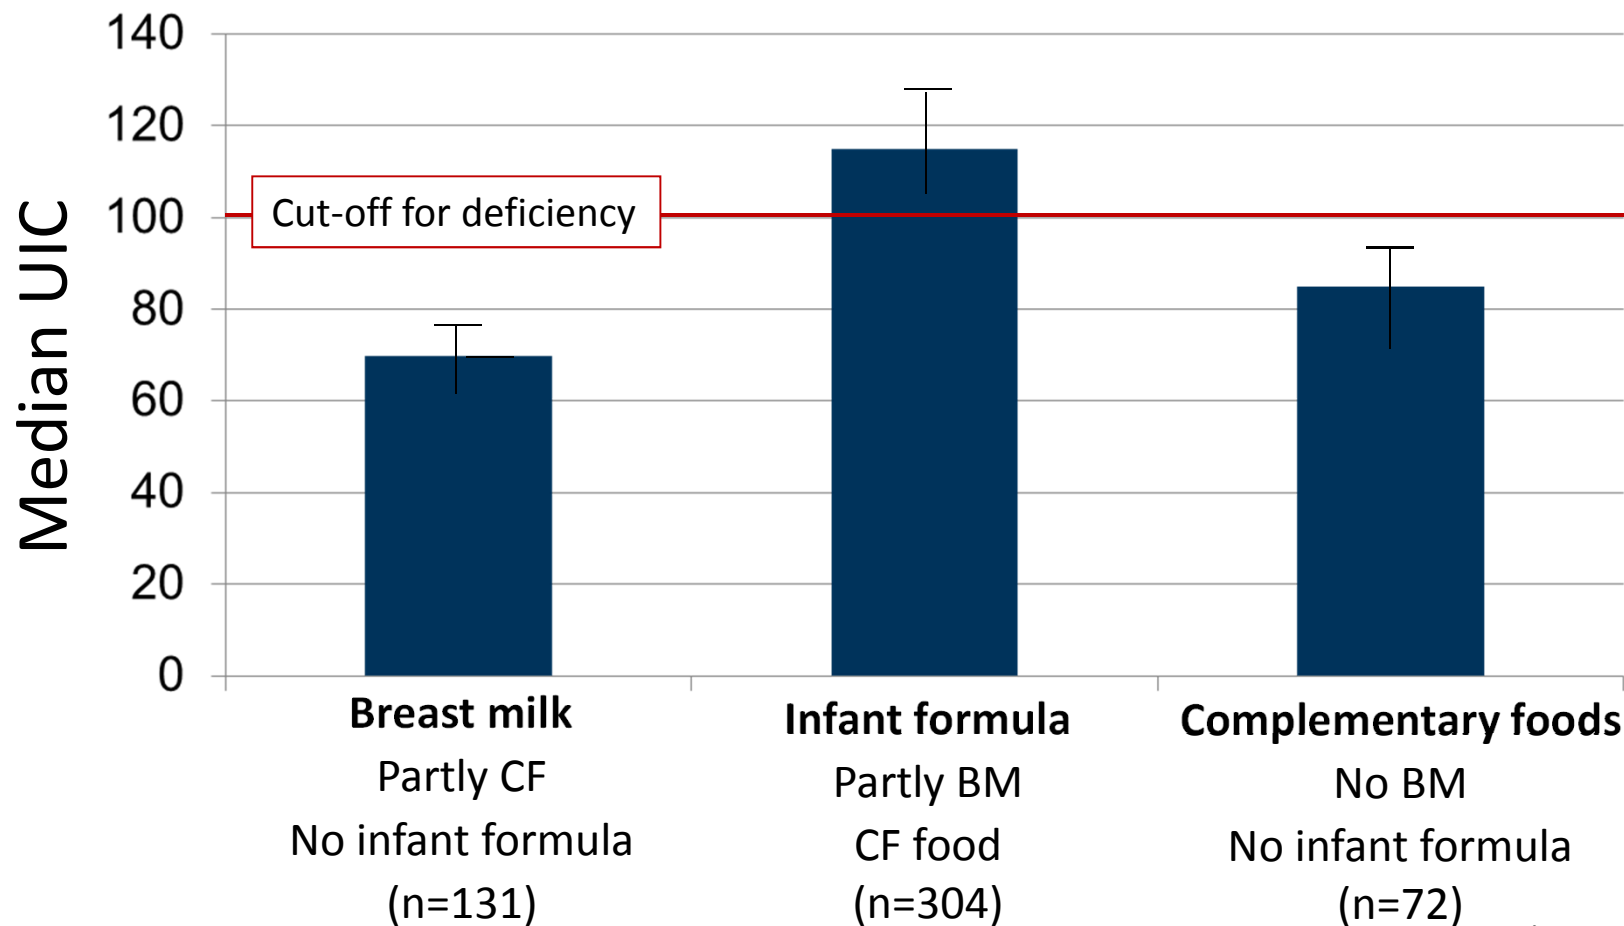 Median UIC
140
120
100
80
60
40
20
0
Cut-off for deficiency
Breast milk
Partly CF
No infant formula
(n=131)
Infant formula
Partly BM
CF food
(n=304)
Complementary foods
No BM
No infant formula
(n=72)